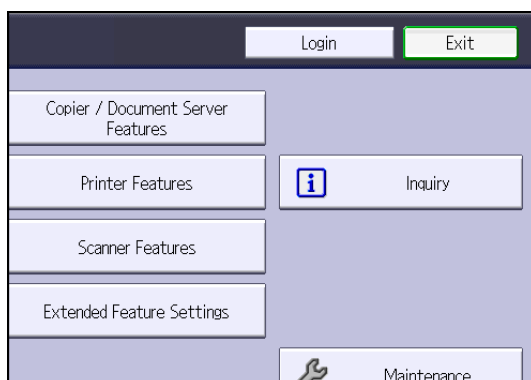 Login
Exit
Copier / Document Server
Features
Printer Features
Inquiry
Scanner Features
Extended Feature Settings
Maintenance